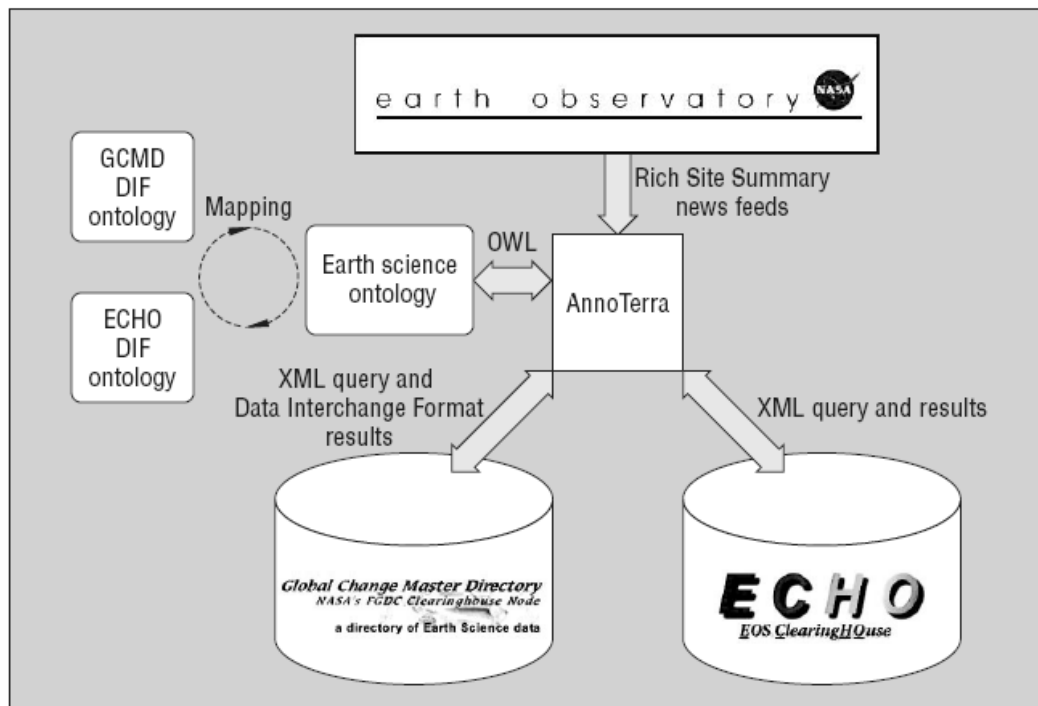 earth observatory
NASA
Rich Site Summary
news feeds
GCMD
DIF
ontology
Mapping
ECHO
DIF
ontology
Earth science
ontology
OWL
AnnoTerra
XML query and
Data Interchange Format
results
XML query and results
Global Change Master Directory
NASA's FGDC Clearinghouse Node
a directory of Earth Science data
ECHO
EOS ClearingHOuse